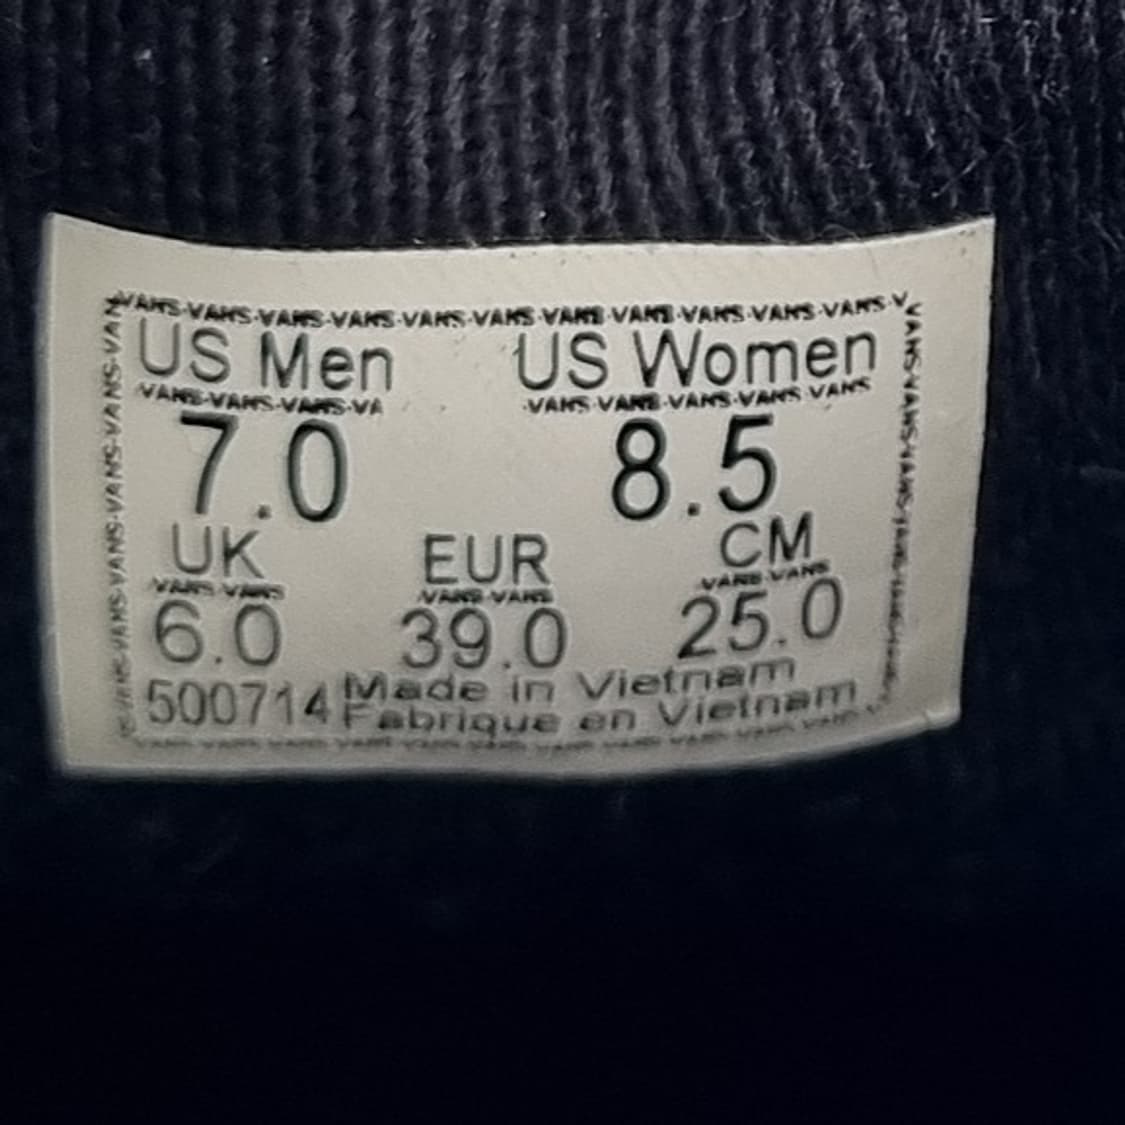 VANS·VANS·VANS·VANS·VANS·VANS·VANS·VANS·VANS·VANS·VANS·V
US Men US Women
VANS·VANS·VANS·VA ·VANS·VANS·VANS·VANS·VANS
7.0 8.5
UK EUR CM
VANS·VANS VANS·VANS VANS·VANS
6.0 39.0 25.0
500714 Made in Vietnam
Fabrique en Vietnam